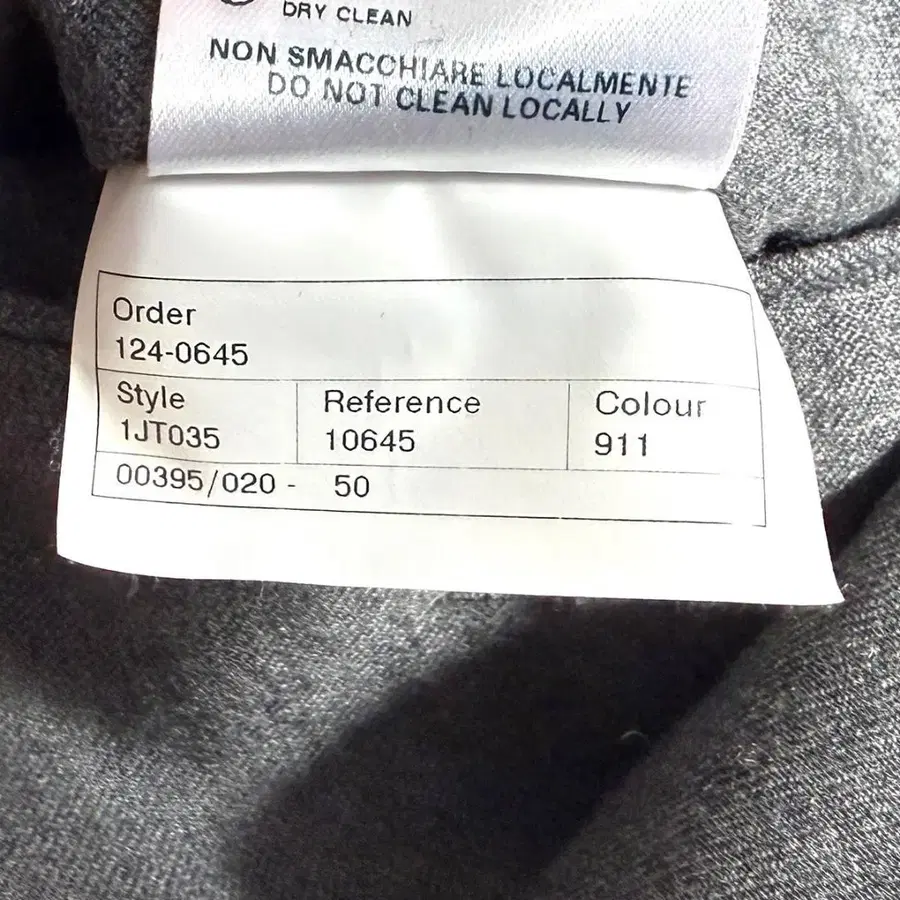 DRY CLEAN
NON SMACCHIARE LOCALMENTE
DO NOT CLEAN LOCALLY
Order
124-0645
Style Reference Colour
1JT035 10645 911
00395/020 - 50